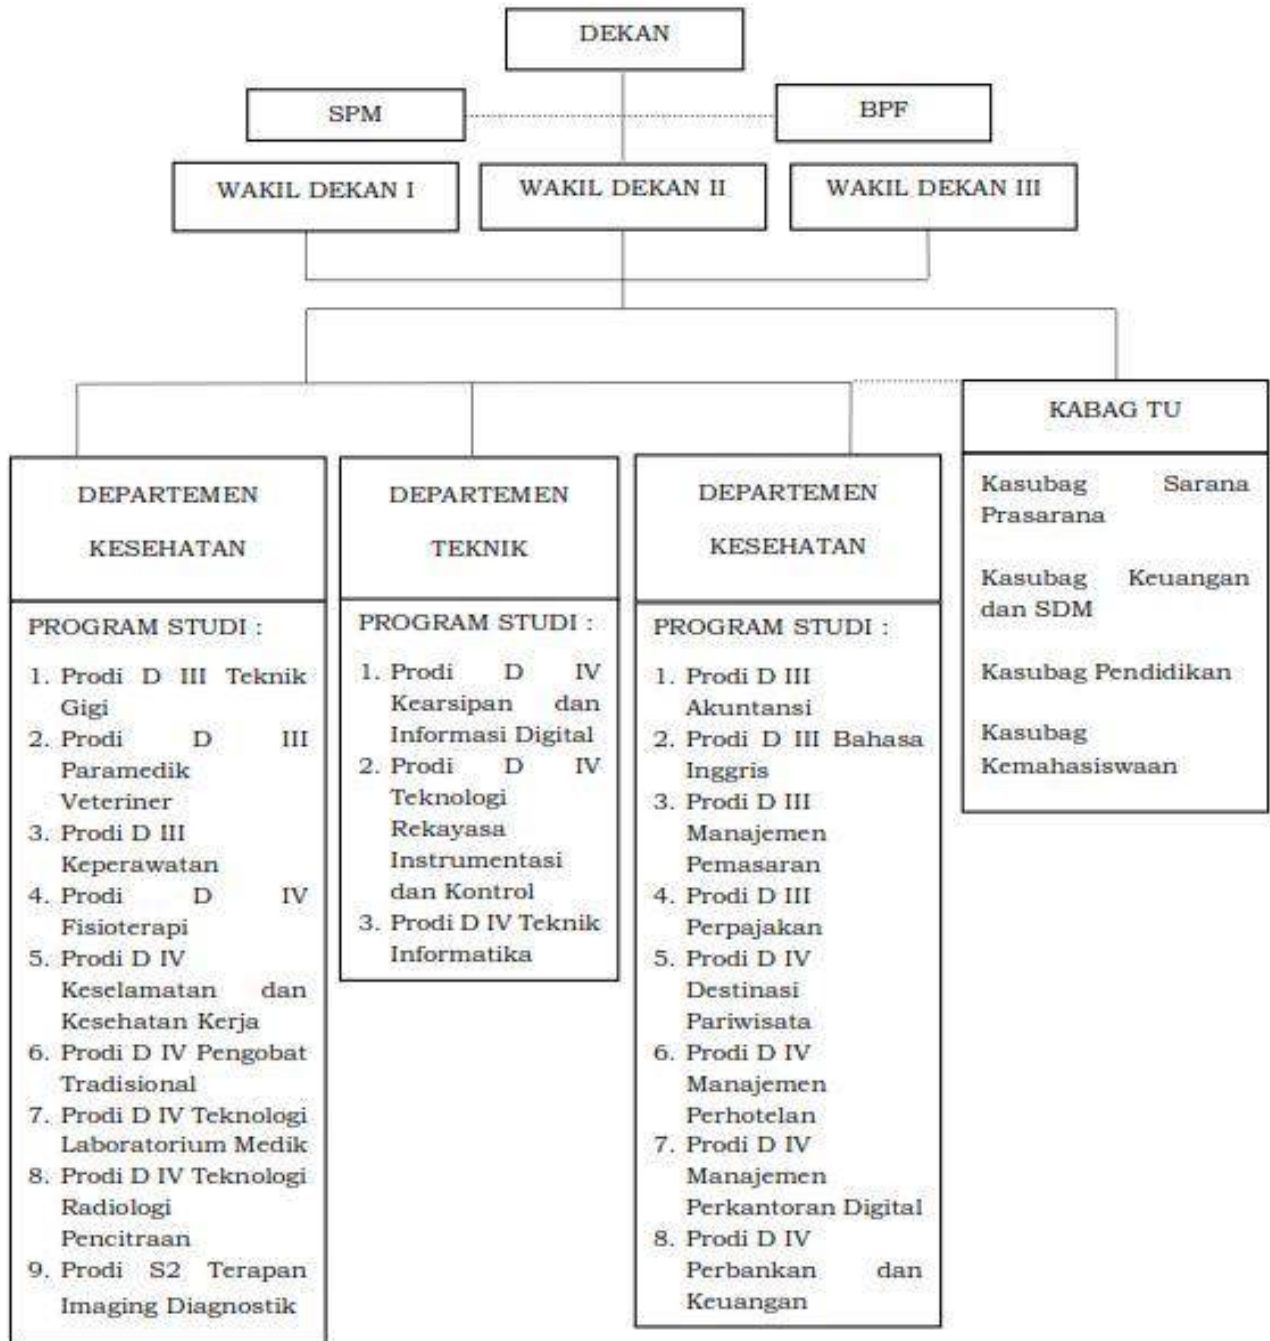 DEKAN
SPM
BPF
WAKIL DEKAN I
WAKIL DEKAN II
WAKIL DEKAN III
DEPARTEMEN
KESEHATAN
PROGRAM STUDI :
1. Prodi D III Teknik
Gigi
2. Prodi D III
Paramedik
Veteriner
3. Prodi D III
Keperawatan
4. Prodi D IV
Fisioterapi
5. Prodi D IV
Keselamatan dan
Kesehatan Kerja
6. Prodi D IV Pengobat
Tradisional
7. Prodi D IV Teknologi
Laboratorium Medik
8. Prodi D IV Teknologi
Radiologi
Pencitraan
9. Prodi S2 Terapan
Imaging Diagnostik
DEPARTEMEN
TEKNIK
PROGRAM STUDI :
1. Prodi D IV
Kearsipan dan
Informasi Digital
2. Prodi D IV
Teknologi
Rekayasa
Instrumentasi
dan Kontrol
3. Prodi D IV Teknik
Informatika
DEPARTEMEN
KESEHATAN
PROGRAM STUDI :
1. Prodi D III
Akuntansi
2. Prodi D III Bahasa
Inggris
3. Prodi D III
Manajemen
Pemasaran
4. Prodi D III
Perpajakan
5. Prodi D IV
Destinasi
Pariwisata
6. Prodi D IV
Manajemen
Perhotelan
7. Prodi D IV
Manajemen
Perkantoran Digital
8. Prodi D IV
Perbankan dan
Keuangan
KABAG TU
Kasubag Sarana
Prasarana
Kasubag Keuangan
dan SDM
Kasubag Pendidikan
Kasubag
Kemahasiswaan